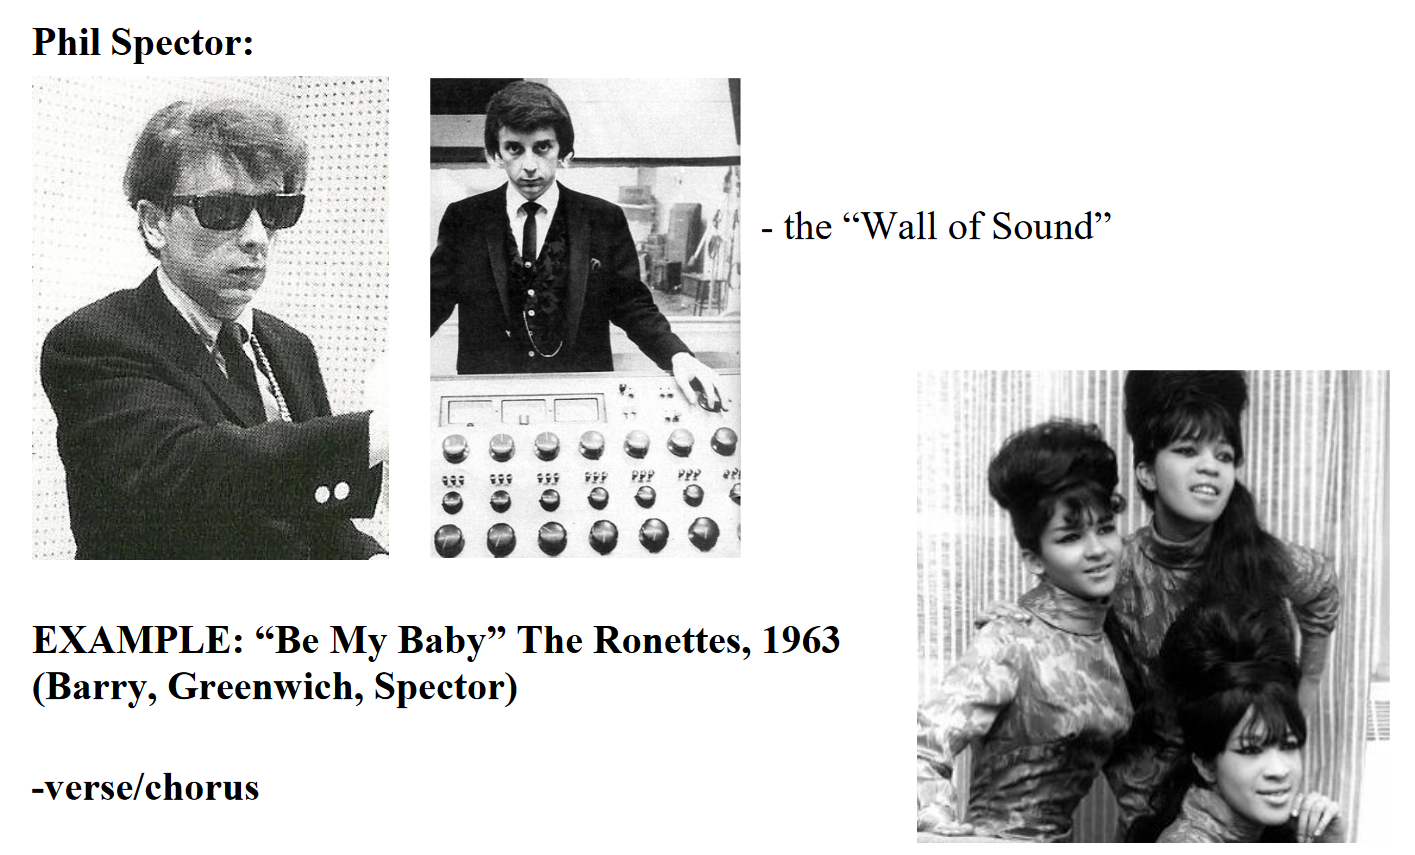 Phil Spector:
- the “Wall of Sound”
EXAMPLE: “Be My Baby” The Ronettes, 1963
(Barry, Greenwich, Spector)
-verse/chorus